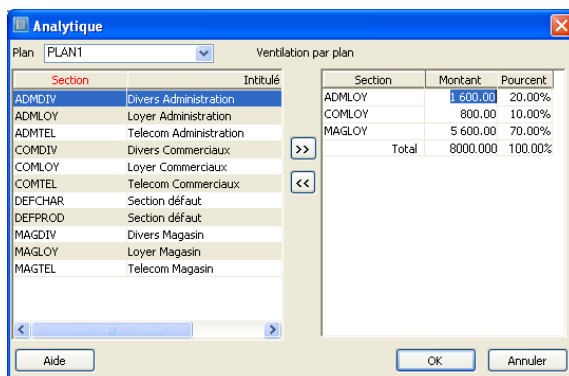 Analytique
Plan PLAN1 Ventilation par plan
Section Intitulé Section Montant Pourcent
ADMDIV Divers Administration ADMLOY 1 600.00 20.00%
ADMLOY Loyer Administration COMLOY 800.00 10.00%
ADMTEL Telecom Administration MAGLOY 5 600.00 70.00%
COMDIV Divers Commerciaux Total 8000.000 100.00%
COMLOY Loyer Commerciaux
COMTEL Telecom Commerciaux
DEFCHAR Section défaut
DEFPROD Section défaut
MAGDIV Divers Magasin
MAGLOY Loyer Magasin
MAGTEL Telecom Magasin
>>
<<
Aide OK Annuler